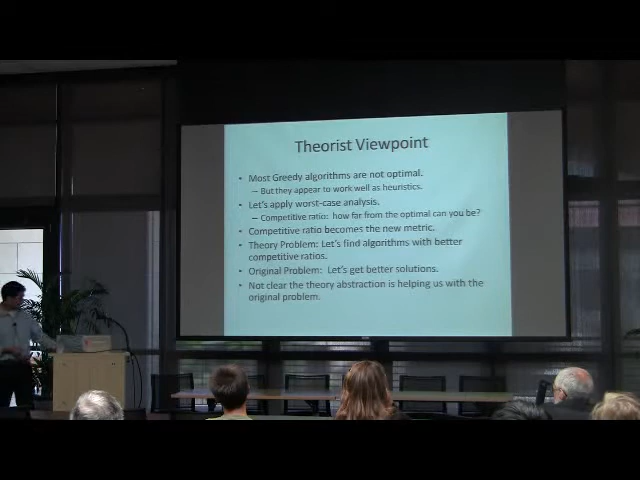 Theorist Viewpoint
• Most Greedy algorithms are not optimal.
– But they appear to work well as heuristics.
• Let's apply worst-case analysis.
– Competitive ratio: how far from the optimal can you be?
• Competitive ratio becomes the new metric.
• Theory Problem: Let's find algorithms with better
competitive ratios.
• Original Problem: Let's get better solutions.
• Not clear the theory abstraction is helping us with the
original problem.